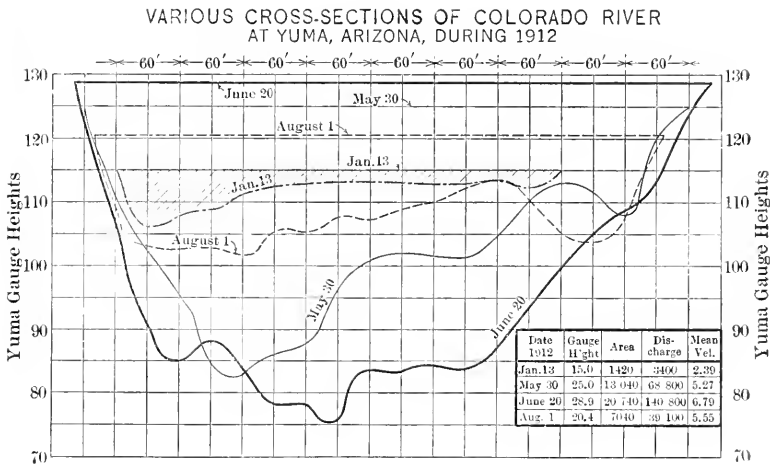 VARIOUS CROSS-SECTIONS OF COLORADO RIVER
AT YUMA, ARIZONA, DURING 1912
60′ 60′ 60′ 60′ 60′
130 130
June 20
May 30
August 1
120 120
Jan.13
Jan.13
110 110
August 1
100 100
May 30
June 20
90 90
80 80
70 70
Yuma Gauge Heights
Yuma Gauge Heights
Date 1912 Gauge H'ght Area Dis-charge Mean Vel.
Jan.13 15.0 1420 3400 2.39
May 30 25.0 13 040 68 800 5.27
June 20 28.9 20 740 140 800 6.79
Aug. 1 20.4 7040 39 100 5.55